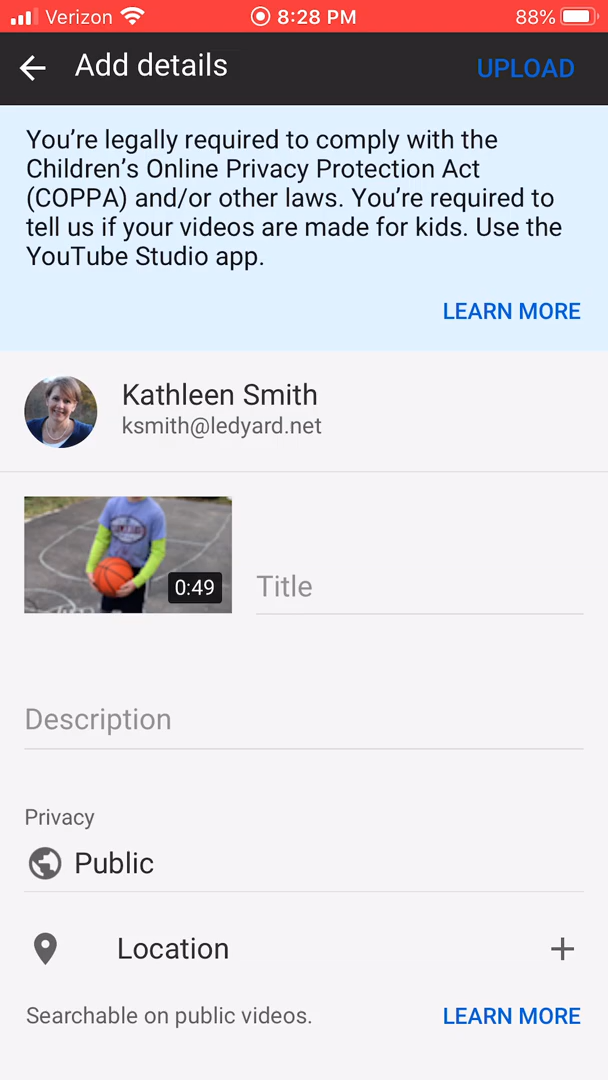 Verizon 8:28 PM 88%
Add details UPLOAD
You’re legally required to comply with the
Children’s Online Privacy Protection Act
(COPPA) and/or other laws. You’re required to
tell us if your videos are made for kids. Use the
YouTube Studio app.
LEARN MORE
Kathleen Smith
ksmith@ledyard.net
0:49
Title
Description
Privacy
Public
Location
Searchable on public videos. LEARN MORE